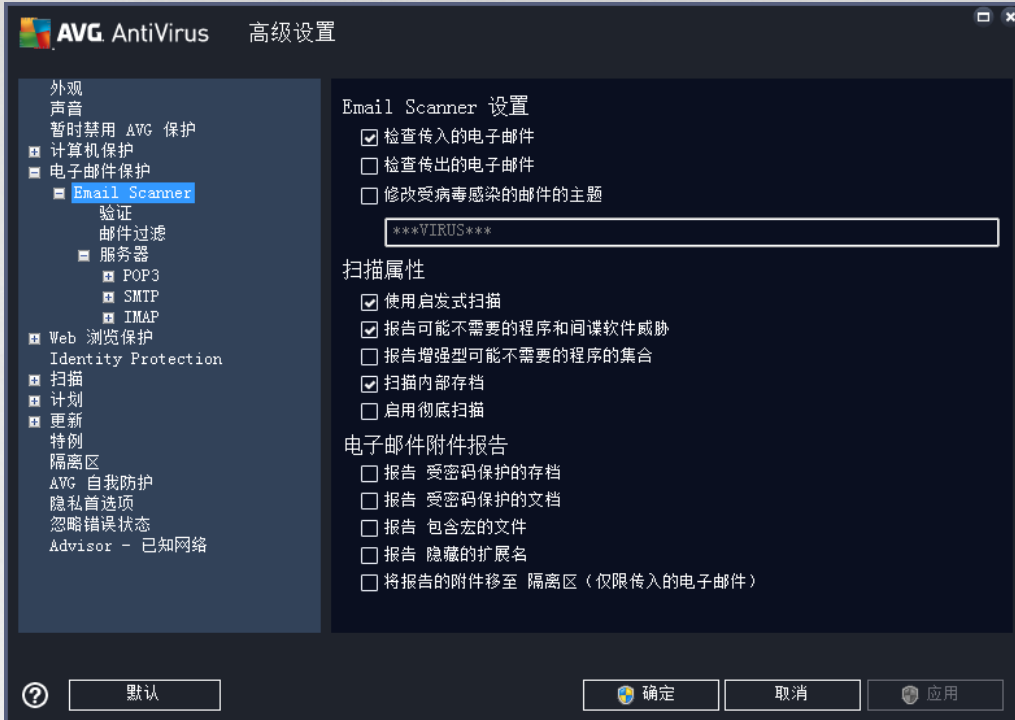 AVG AntiVirus 高级设置
外观
声音
暂时禁用 AVG 保护
计算机保护
电子邮件保护
Email Scanner
验证
邮件过滤
服务器
POP3
SMTP
IMAP
Web 浏览保护
Identity Protection
扫描
计划
更新
特例
隔离区
AVG 自我防护
隐私首选项
忽略错误状态
Advisor - 已知网络
Email Scanner 设置
检查传入的电子邮件
检查传出的电子邮件
修改受病毒感染的邮件的主题
***VIRUS***
扫描属性
使用启发式扫描
报告可能不需要的程序和间谍软件威胁
报告增强型可能不需要的程序的集合
扫描内部存档
启用彻底扫描
电子邮件附件报告
报告 受密码保护的存档
报告 受密码保护的文档
报告 包含宏的文件
报告 隐藏的扩展名
将报告的附件移至 隔离区（仅限传入的电子邮件）
默认
确定
取消
应用